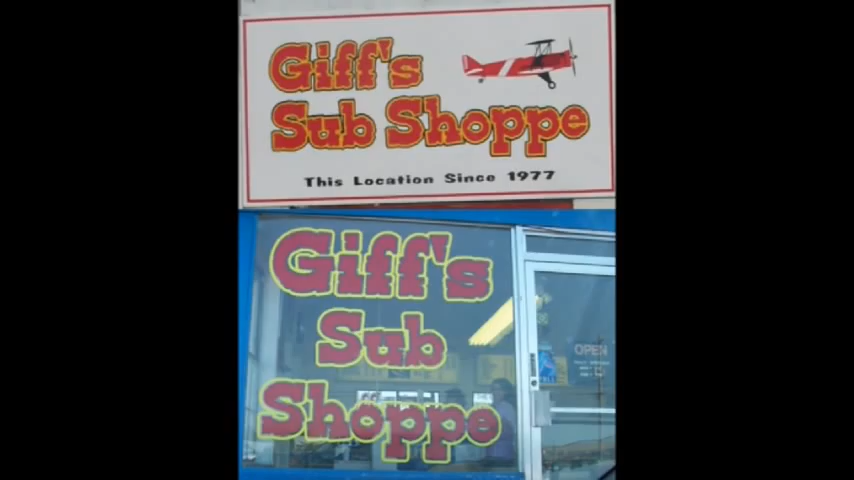 Giff's
Sub Shoppe
This Location Since 1977
Giff's
Sub
Shoppe
OPEN